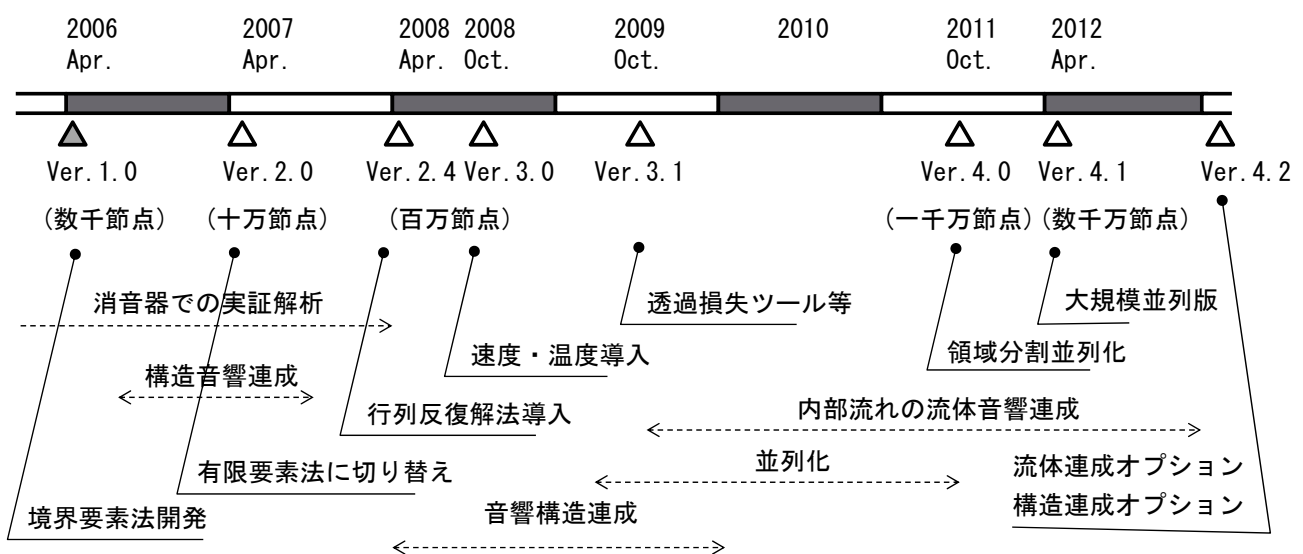 2006
Apr.
2007
Apr.
2008
Apr.
2008
Oct.
2009
Oct.
2010
2011
Oct.
2012
Apr.
Ver.1.0
Ver.2.0
Ver.2.4
Ver.3.0
Ver.3.1
Ver.4.0
Ver.4.1
Ver.4.2
(数千節点)
(十万節点)
(百万節点)
(一千万節点)
(数千万節点)
消音器での実証解析
透過損失ツール等
大規模並列版
速度・温度導入
領域分割並列化
構造音響連成
行列反復解法導入
内部流れの流体音響連成
有限要素法に切り替え
並列化
流体連成オプション
構造連成オプション
境界要素法開発
音響構造連成